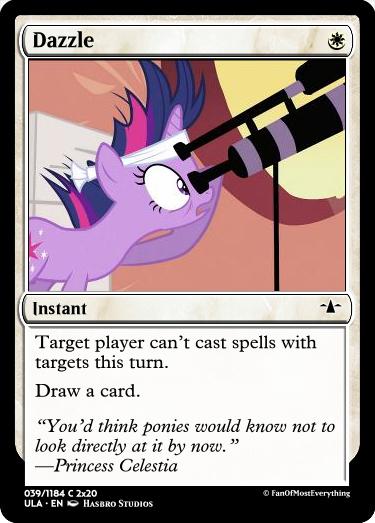 Dazzle
Instant
Target player can't cast spells with
targets this turn.
Draw a card.
"You'd think ponies would know not to
look directly at it by now."
—Princess Celestia
039/1184 C 2x20
ULA • EN Hasbro Studios
© FanOfMostEverything